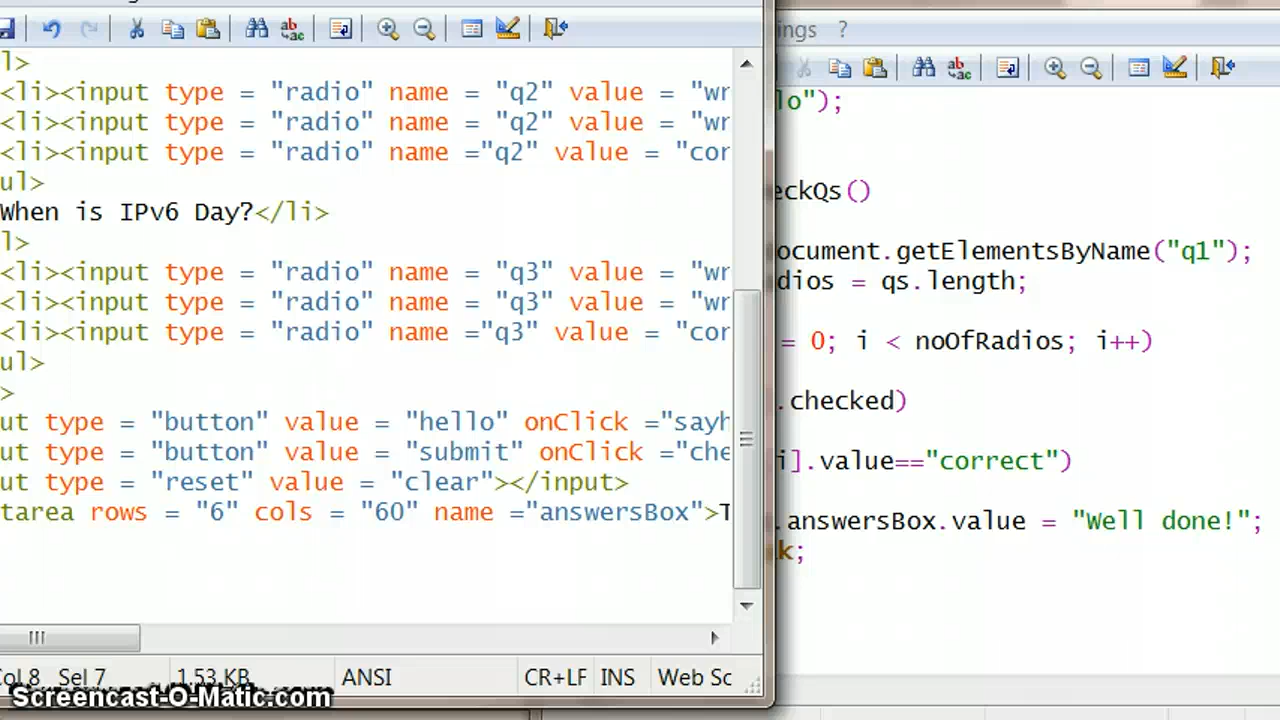 l>
<li><input type = "radio" name = "q2" value = "wr
<li><input type = "radio" name = "q2" value = "wr
<li><input type = "radio" name ="q2" value = "cor
ul>
When is IPv6 Day?</li>
l>
<li><input type = "radio" name = "q3" value = "wr
<li><input type = "radio" name = "q3" value = "wr
<li><input type = "radio" name ="q3" value = "cor
ul>
>
ut type = "button" value = "hello" onClick ="sayh
ut type = "button" value = "submit" onClick ="che
ut type = "reset" value = "clear"></input>
tarea rows = "6" cols = "60" name ="answersBox">T
Col 8 Sel 7 1.53 KB ANSI CR+LF INS Web Sc
Screencast-O-Matic.com
ings ?
lo");
eckQs()
ocument.getElementsByName("q1");
dios = qs.length;
= 0; i < noOfRadios; i++)
.checked)
i].value=="correct")
.answersBox.value = "Well done!";
k;